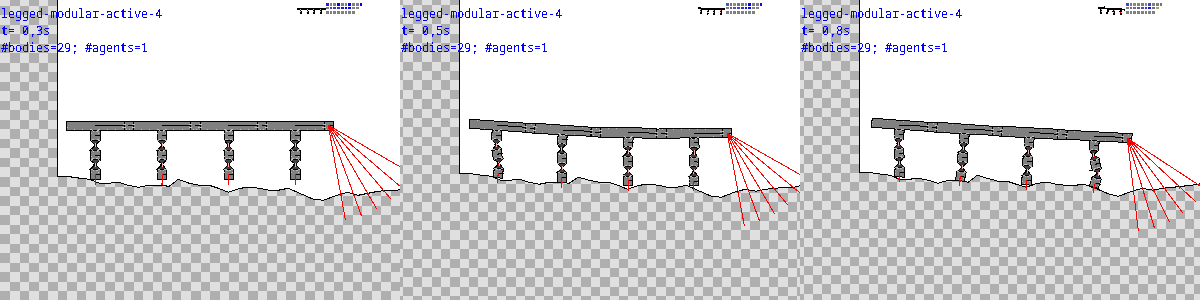 legged-modular-active-4
t= 0,3s
#bodies=29; #agents=1
legged-modular-active-4
t= 0,5s
#bodies=29; #agents=1
legged-modular-active-4
t= 0,8s
#bodies=29; #agents=1